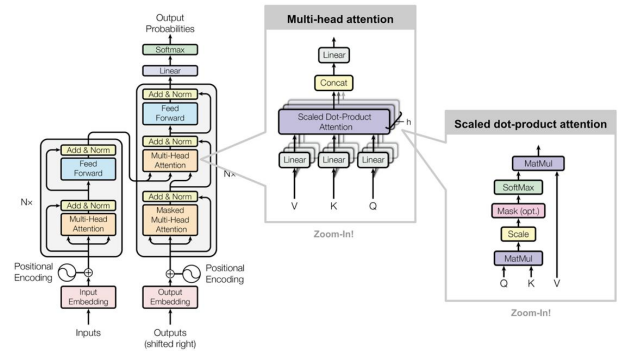 Output
Probabilities
Softmax
Linear
Add & Norm
Feed
Forward
Add & Norm
Multi-Head
Attention
Nx
Add & Norm
Masked
Multi-Head
Attention
Positional
Encoding
Output
Embedding
Outputs
(shifted right)
Add & Norm
Feed
Forward
Nx
Add & Norm
Multi-Head
Attention
Positional
Encoding
Input
Embedding
Inputs
Multi-head attention
Linear
Concat
Scaled Dot-Product
Attention
h
Linear Linear Linear
V K Q
Zoom-In!
Scaled dot-product attention
MatMul
SoftMax
Mask (opt.)
Scale
MatMul
Q K V
Zoom-In!